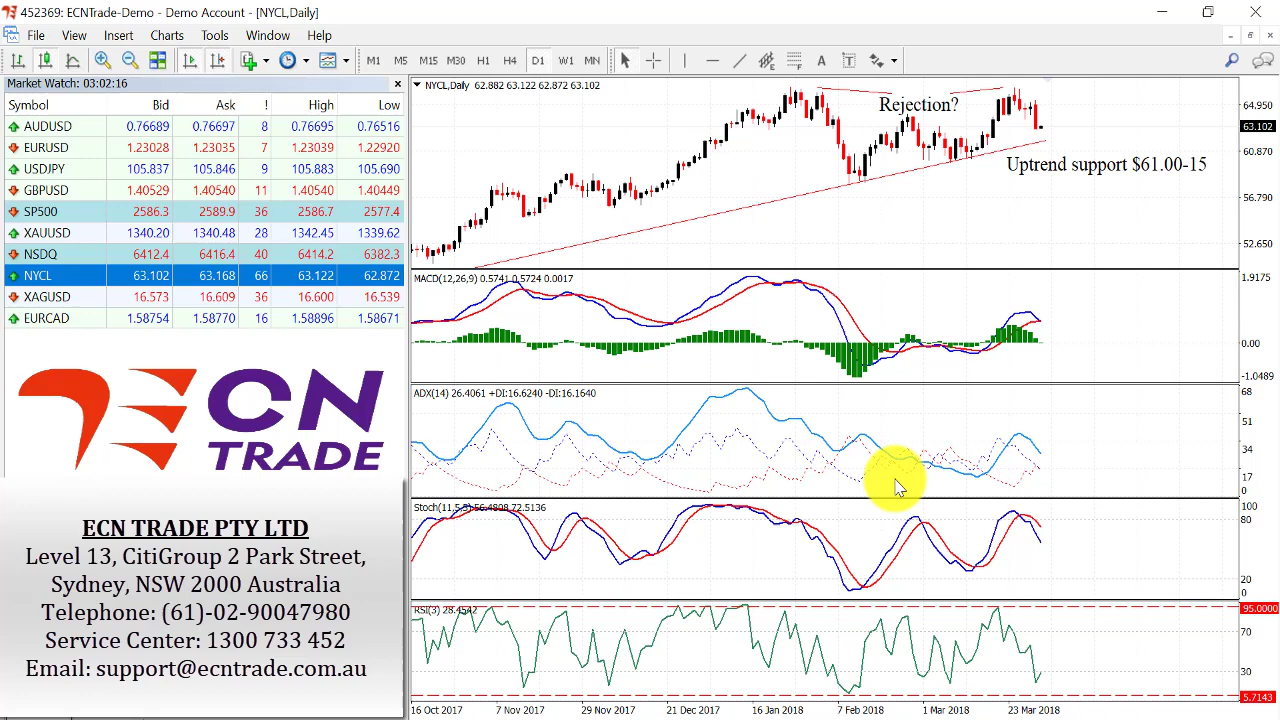 452369: ECNTrade-Demo - Demo Account - [NYCL,Daily]
File View Insert Charts Tools Window Help
M1 M5 M15 M30 H1 H4 D1 W1 MN
Market Watch: 03:02:16
Symbol Bid Ask ! High Low
AUDUSD 0.76689 0.76697 8 0.76695 0.76516
EURUSD 1.23028 1.23035 7 1.23039 1.22920
USDJPY 105.837 105.846 9 105.883 105.690
GBPUSD 1.40529 1.40540 11 1.40540 1.40449
SP500 2586.3 2589.9 36 2586.7 2577.4
XAUUSD 1340.20 1340.48 28 1342.45 1339.62
NSDQ 6412.4 6416.4 40 6414.2 6382.3
NYCL 63.102 63.168 66 63.122 62.872
XAGUSD 16.573 16.609 36 16.600 16.539
EURCAD 1.58754 1.58770 16 1.58896 1.58671
ECN
TRADE
ECN TRADE PTY LTD
Level 13, CitiGroup 2 Park Street,
Sydney, NSW 2000 Australia
Telephone: (61)-02-90047980
Service Center: 1300 733 452
Email: support@ecntrade.com.au
NYCL,Daily 62.882 63.122 62.872 63.102
Rejection?
Uptrend support $61.00-15
64.950
63.102
60.870
56.790
52.650
MACD(12,26,9) 0.5741 0.5724 0.0017
1.9175
0.00
-1.0489
ADX(14) 26.4061 +DI:16.6240 -DI:16.1640
68
51
34
17
0
Stoch(11,5,5) 56.4808 72.5136
100
80
20
0
RSI(3) 28.4542
95.0000
70
30
5.7143
16 Oct 2017 7 Nov 2017 29 Nov 2017 21 Dec 2017 16 Jan 2018 7 Feb 2018 1 Mar 2018 23 Mar 2018